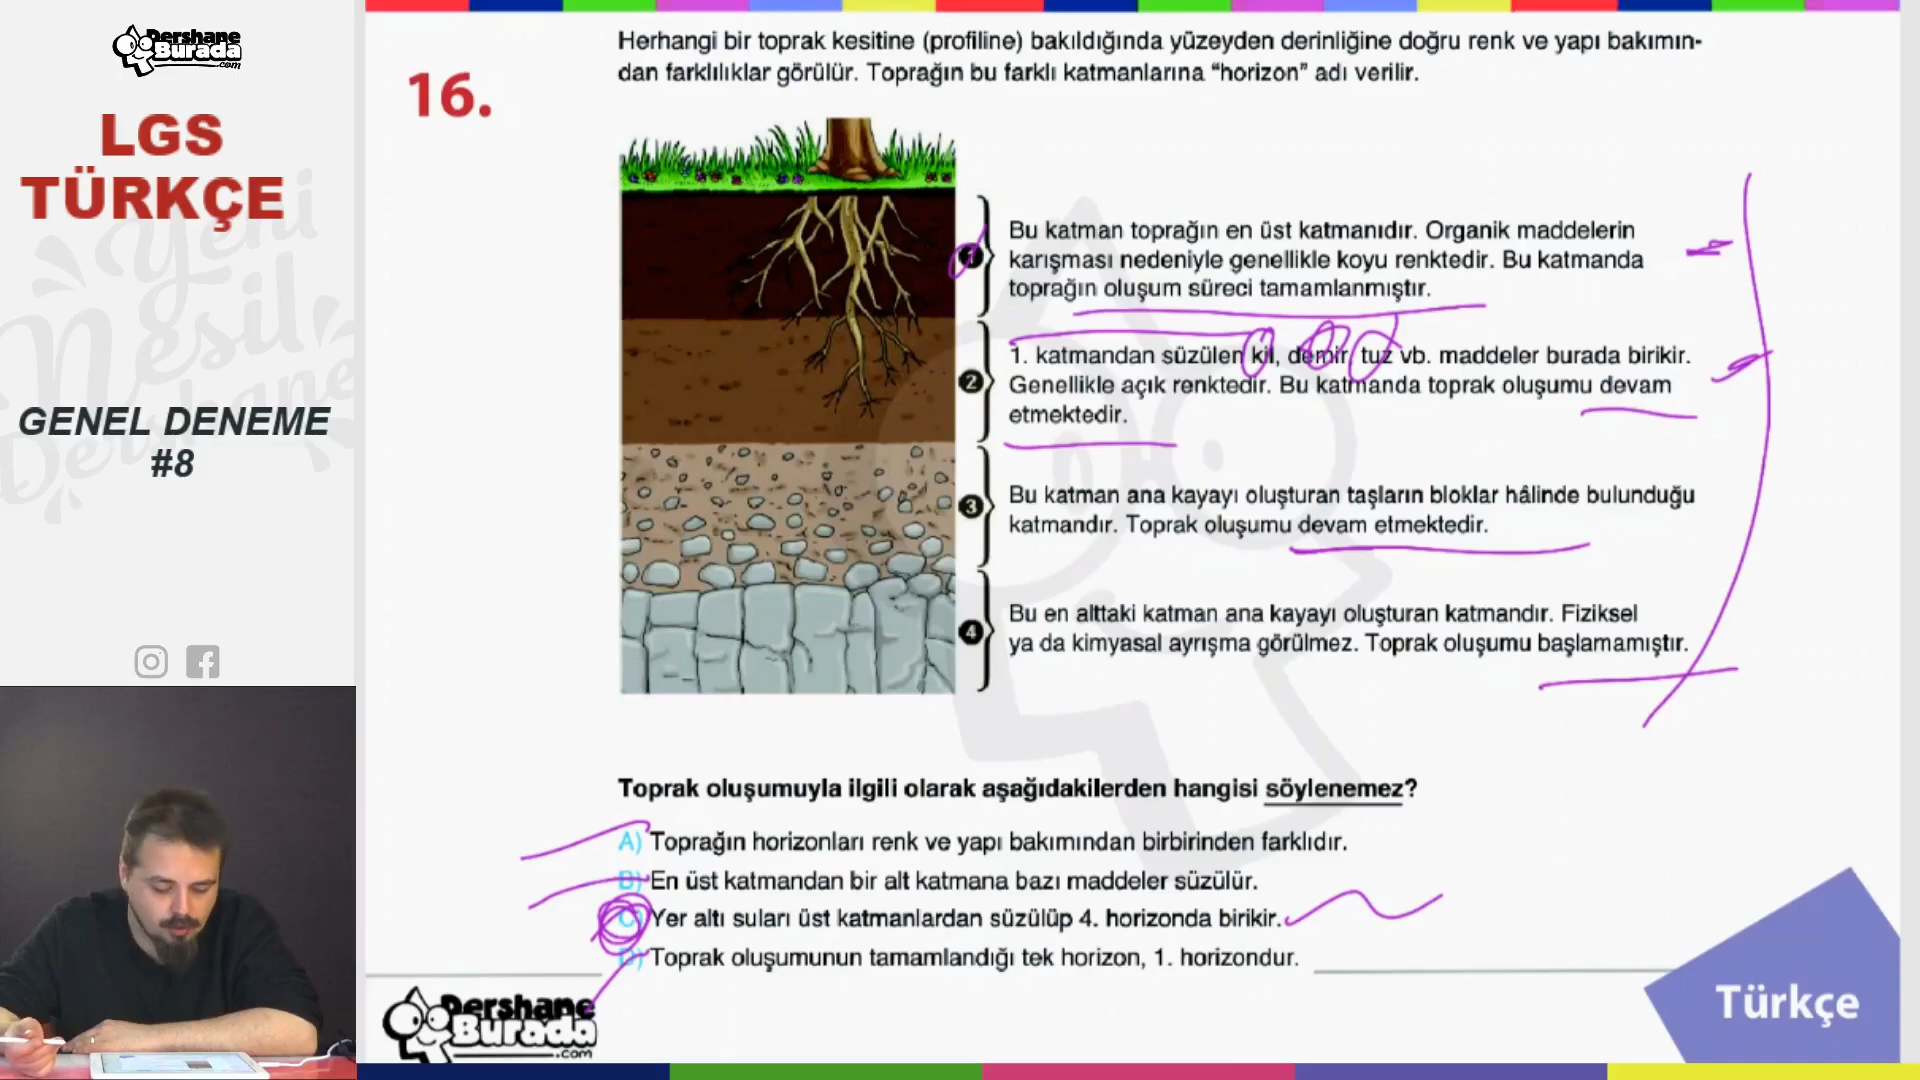 Dershane
Burada
.com
LGS
TÜRKÇE
Yeni
Nesil
Dershane
GENEL DENEME
#8
16.
Herhangi bir toprak kesitine (profiline) bakıldığında yüzeyden derinliğine doğru renk ve yapı bakımın-
dan farklılıklar görülür. Toprağın bu farklı katmanlarına “horizon” adı verilir.
1
Bu katman toprağın en üst katmanıdır. Organik maddelerin
karışması nedeniyle genellikle koyu renktedir. Bu katmanda
toprağın oluşum süreci tamamlanmıştır.
2
1. katmandan süzülen kil, demir, tuz vb. maddeler burada birikir.
Genellikle açık renktedir. Bu katmanda toprak oluşumu devam
etmektedir.
3
Bu katman ana kayayı oluşturan taşların bloklar hâlinde bulunduğu
katmandır. Toprak oluşumu devam etmektedir.
4
Bu en alttaki katman ana kayayı oluşturan katmandır. Fiziksel
ya da kimyasal ayrışma görülmez. Toprak oluşumu başlamamıştır.
Toprak oluşumuyla ilgili olarak aşağıdakilerden hangisi söylenemez?
A) Toprağın horizonları renk ve yapı bakımından birbirinden farklıdır.
B) En üst katmandan bir alt katmana bazı maddeler süzülür.
C) Yer altı suları üst katmanlardan süzülüp 4. horizonda birikir.
D) Toprak oluşumunun tamamlandığı tek horizon, 1. horizondur.
Dershane
Burada
.com
Türkçe